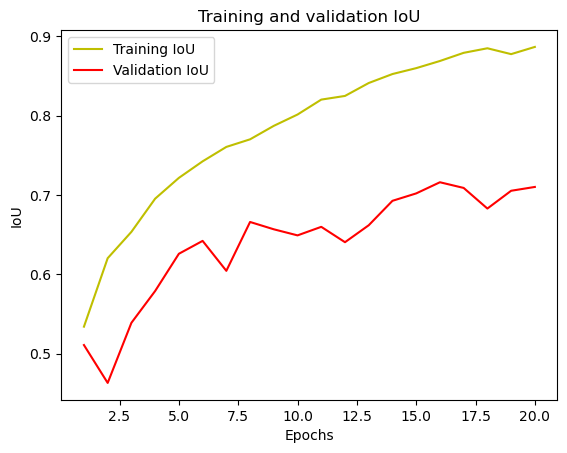 Training and validation IoU
Training IoU
Validation IoU
0.9
0.8
0.7
0.6
0.5
IoU
2.5 5.0 7.5 10.0 12.5 15.0 17.5 20.0
Epochs